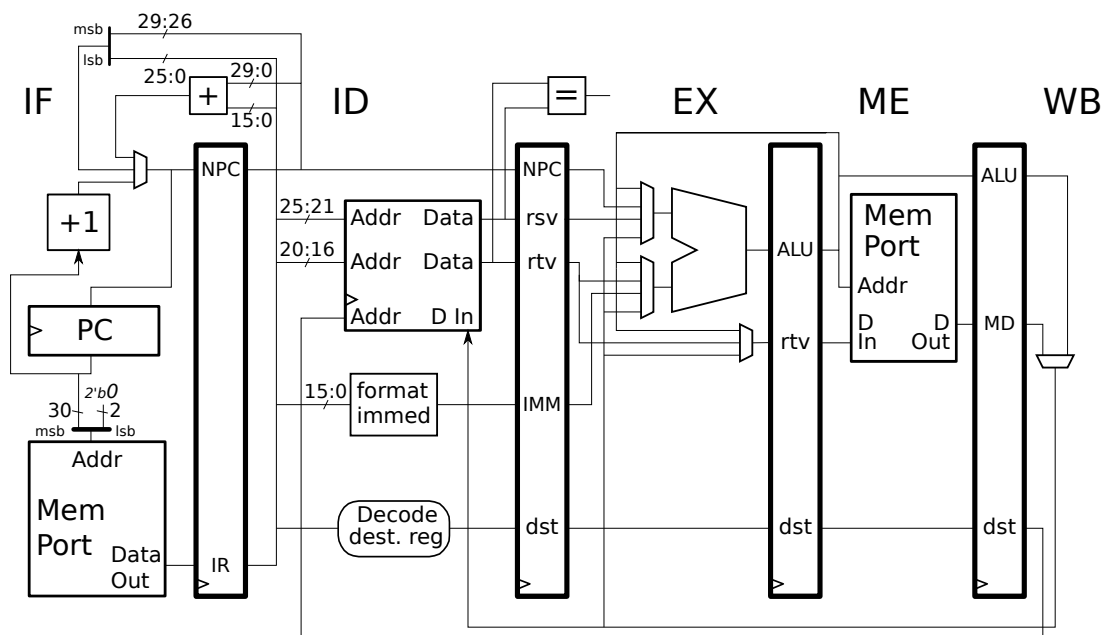 msb
29:26
lsb
25:0
29:0
15:0
+
=
IF
ID
EX
ME
WB
NPC
NPC
ALU
+1
25:21
Addr
Data
rsv
Mem
Port
20:16
Addr
Data
rtv
ALU
Addr
Addr
D In
PC
D
In
D
Out
MD
rtv
15:0
format
immed
IMM
2'b0
30
2
msb
lsb
Addr
Mem
Port
Data
Out
IR
Decode
dest. reg
dst
dst
dst